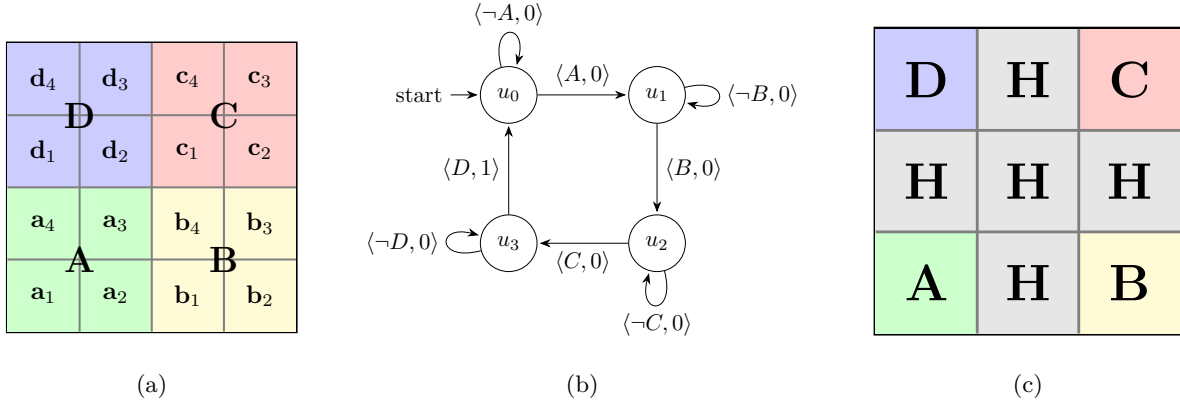 d₄ d₃ c₄ c₃
D C
d₁ d₂ c₁ c₂
a₄ a₃ b₄ b₃
A B
a₁ a₂ b₁ b₂
(a)
⟨¬A, 0⟩
start u₀ ⟨A, 0⟩ u₁ ⟨¬B, 0⟩
⟨D, 1⟩ ⟨B, 0⟩
⟨¬D, 0⟩ u₃ ⟨C, 0⟩ u₂
⟨¬C, 0⟩
(b)
D H C
H H H
A H B
(c)